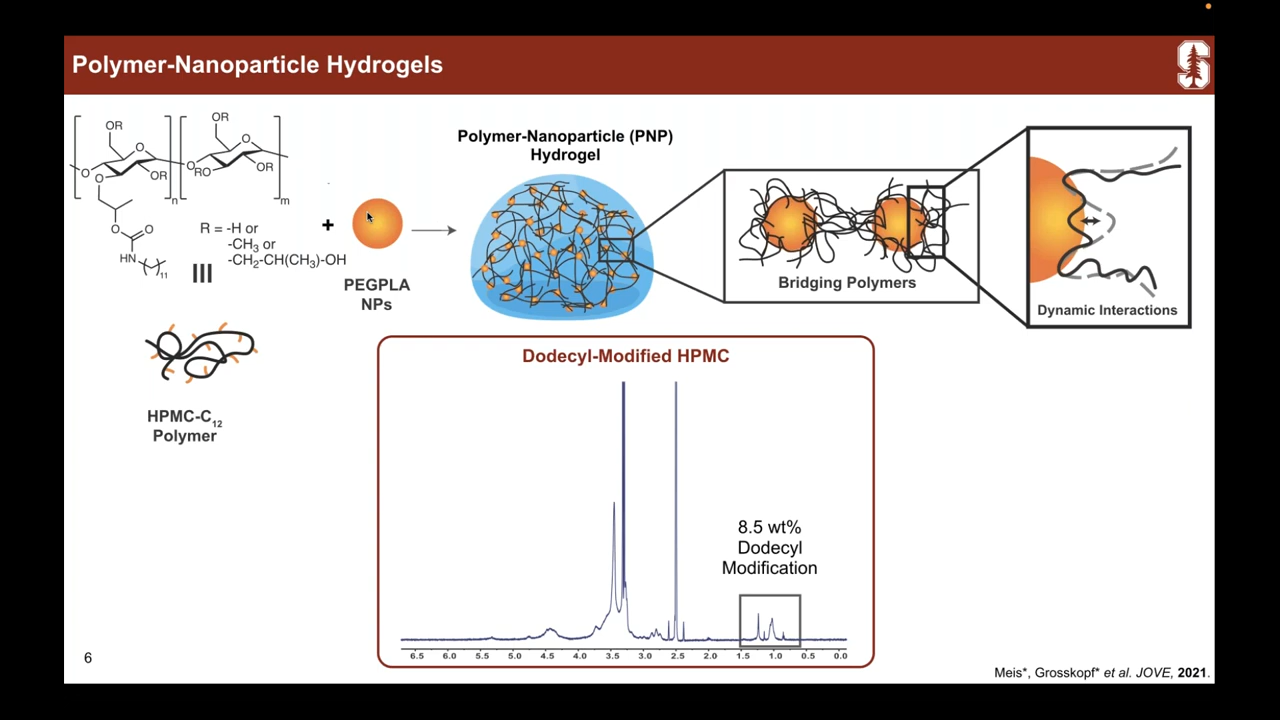 Polymer-Nanoparticle Hydrogels
S
OR
OR
O
O
O
O
OR
RO
OR
O
n
m
O
O
HN
11
R = -H or
-CH3 or
-CH2-CH(CH3)-OH
III
+
PEGPLA
NPs
Polymer-Nanoparticle (PNP)
Hydrogel
Bridging Polymers
Dynamic Interactions
HPMC-C12
Polymer
Dodecyl-Modified HPMC
8.5 wt%
Dodecyl
Modification
6.5 6.0 5.5 5.0 4.5 4.0 3.5 3.0 2.5 2.0 1.5 1.0 0.5 0.0
6
Meis*, Grosskopf* et al. JOVE, 2021.